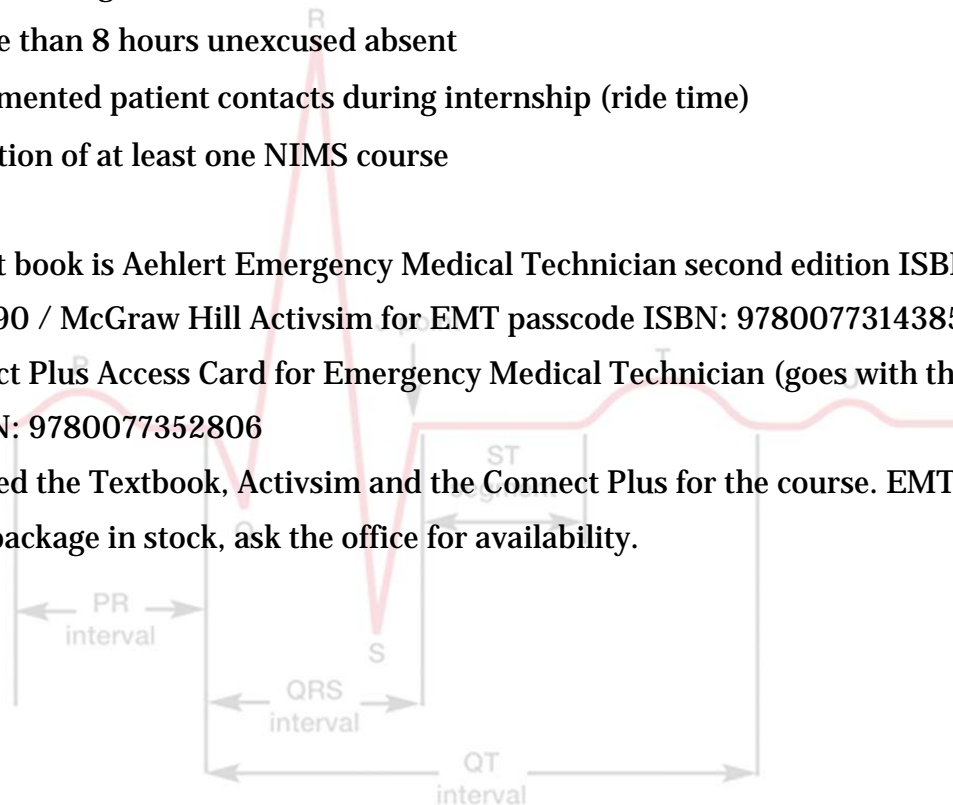 R
e than 8 hours unexcused absent
mented patient contacts during internship (ride time)
tion of at least one NIMS course
t book is Aehlert Emergency Medical Technician second edition ISB
90 / McGraw Hill Activsim for EMT passcode ISBN: 978007731438
P
T
ct Plus Access Card for Emergency Medical Technician (goes with th
U
N: 9780077352806
ST
segment
ed the Textbook, Activsim and the Connect Plus for the course. EMT
Q
package in stock, ask the office for availability.
PR
interval
S
QRS
interval
QT
interval